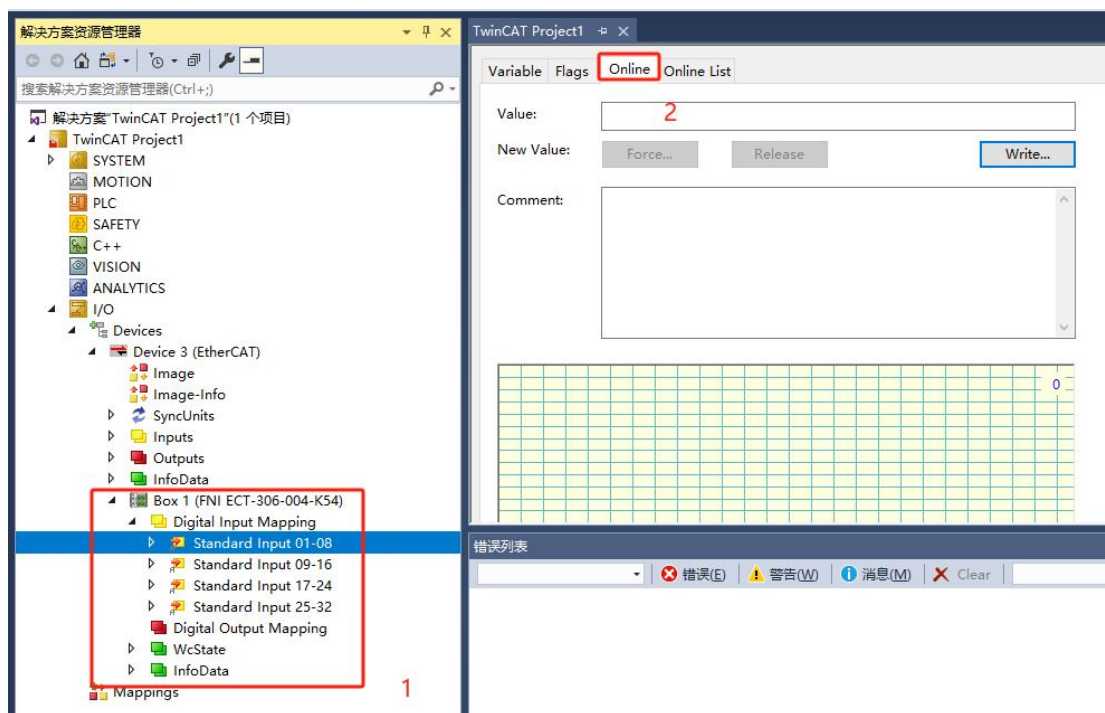 解决方案资源管理器
搜索解决方案资源管理器(Ctrl+;)
解决方案"TwinCAT Project1"(1 个项目)
TwinCAT Project1
SYSTEM
MOTION
PLC
SAFETY
C++
VISION
ANALYTICS
I/O
Devices
Device 3 (EtherCAT)
Image
Image-Info
SyncUnits
Inputs
Outputs
InfoData
Box 1 (FNI ECT-306-004-K54)
Digital Input Mapping
Standard Input 01-08
Standard Input 09-16
Standard Input 17-24
Standard Input 25-32
Digital Output Mapping
WcState
InfoData
Mappings
1
TwinCAT Project1
Variable Flags Online Online List
Value:
2
New Value: Force... Release Write...
Comment:
0
错误列表
错误(E) 警告(W) 消息(M) Clear